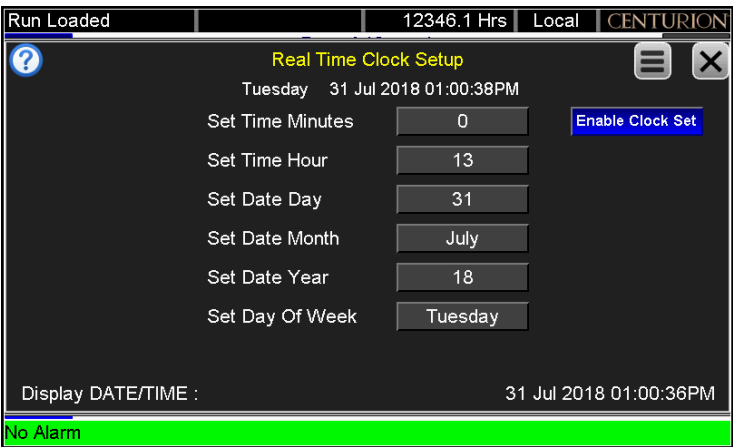 Run Loaded 12346.1 Hrs Local CENTURION
? Real Time Clock Setup
Tuesday 31 Jul 2018 01:00:38PM
Set Time Minutes 0 Enable Clock Set
Set Time Hour 13
Set Date Day 31
Set Date Month July
Set Date Year 18
Set Day Of Week Tuesday
Display DATE/TIME : 31 Jul 2018 01:00:36PM
No Alarm